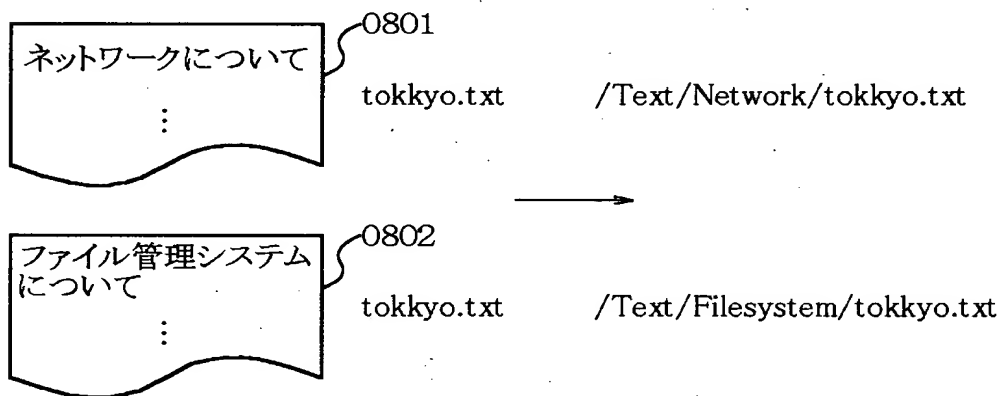 0801
ネットワークについて
⋮
tokkyo.txt /Text/Network/tokkyo.txt
0802
ファイル管理システム
について
⋮
tokkyo.txt /Text/Filesystem/tokkyo.txt